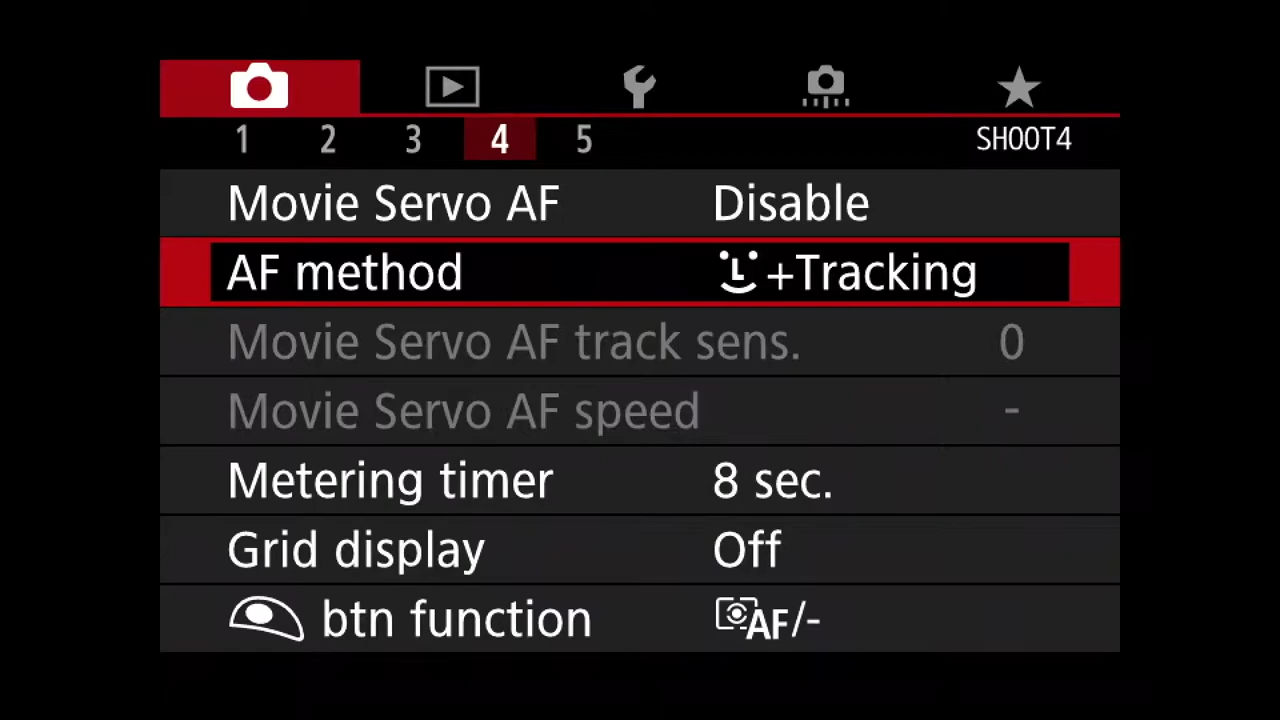 1 2 3 4 5 SHOOT4
Movie Servo AF Disable
AF method +Tracking
Movie Servo AF track sens. 0
Movie Servo AF speed -
Metering timer 8 sec.
Grid display Off
btn function AF/-